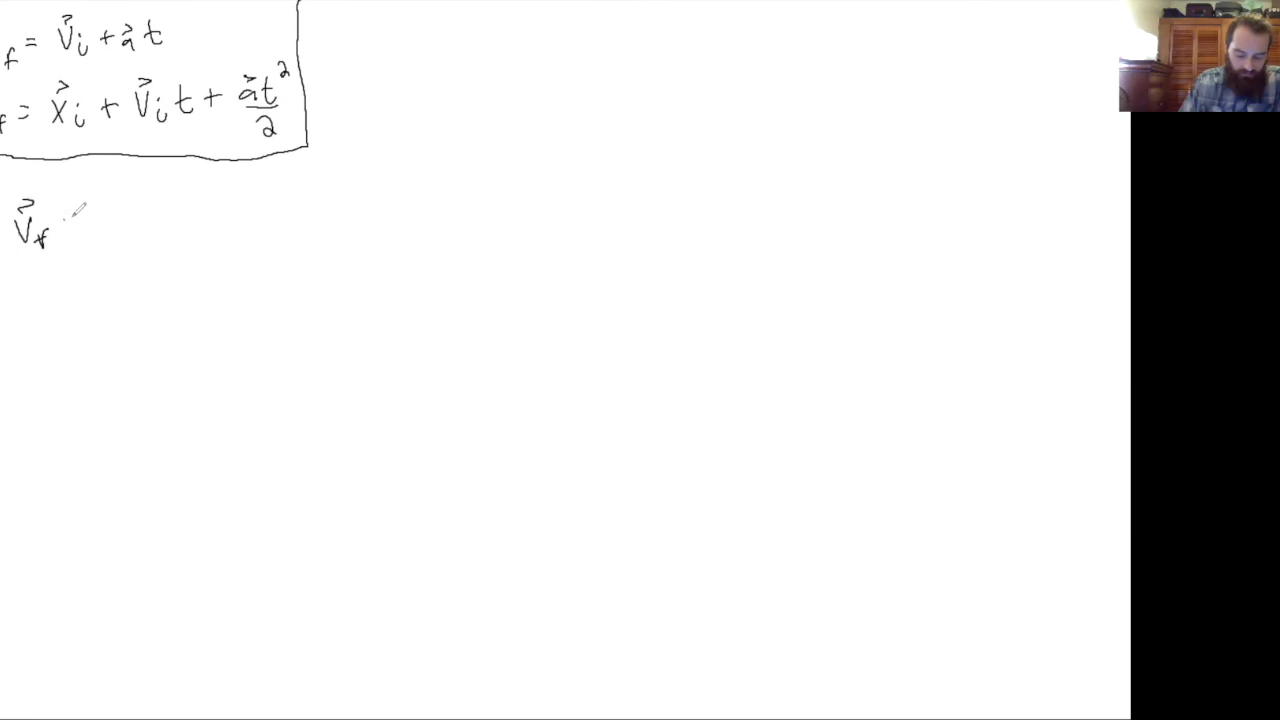 f = v⃗ᵢ + a⃗ t
f = x⃗ᵢ + v⃗ᵢ t + a⃗t²/2
v⃗f